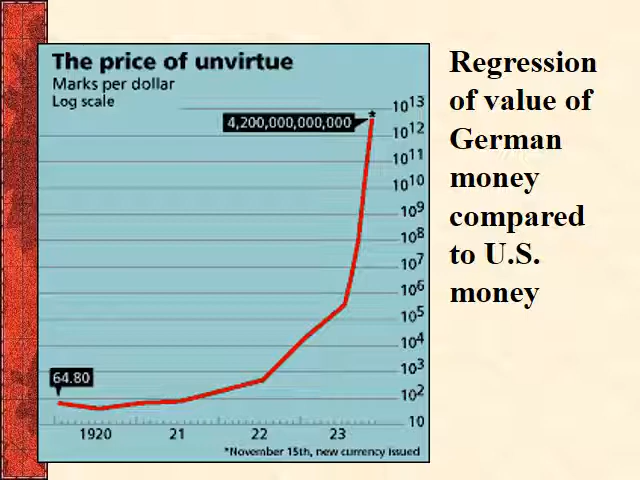 The price of unvirtue
Marks per dollar
Log scale
4,200,000,000,000
*
10¹³
10¹²
10¹¹
10¹⁰
10⁹
10⁸
10⁷
10⁶
10⁵
10⁴
10³
10²
10
64.80
1920 21 22 23
*November 15th, new currency issued
Regression
of value of
German
money
compared
to U.S.
money